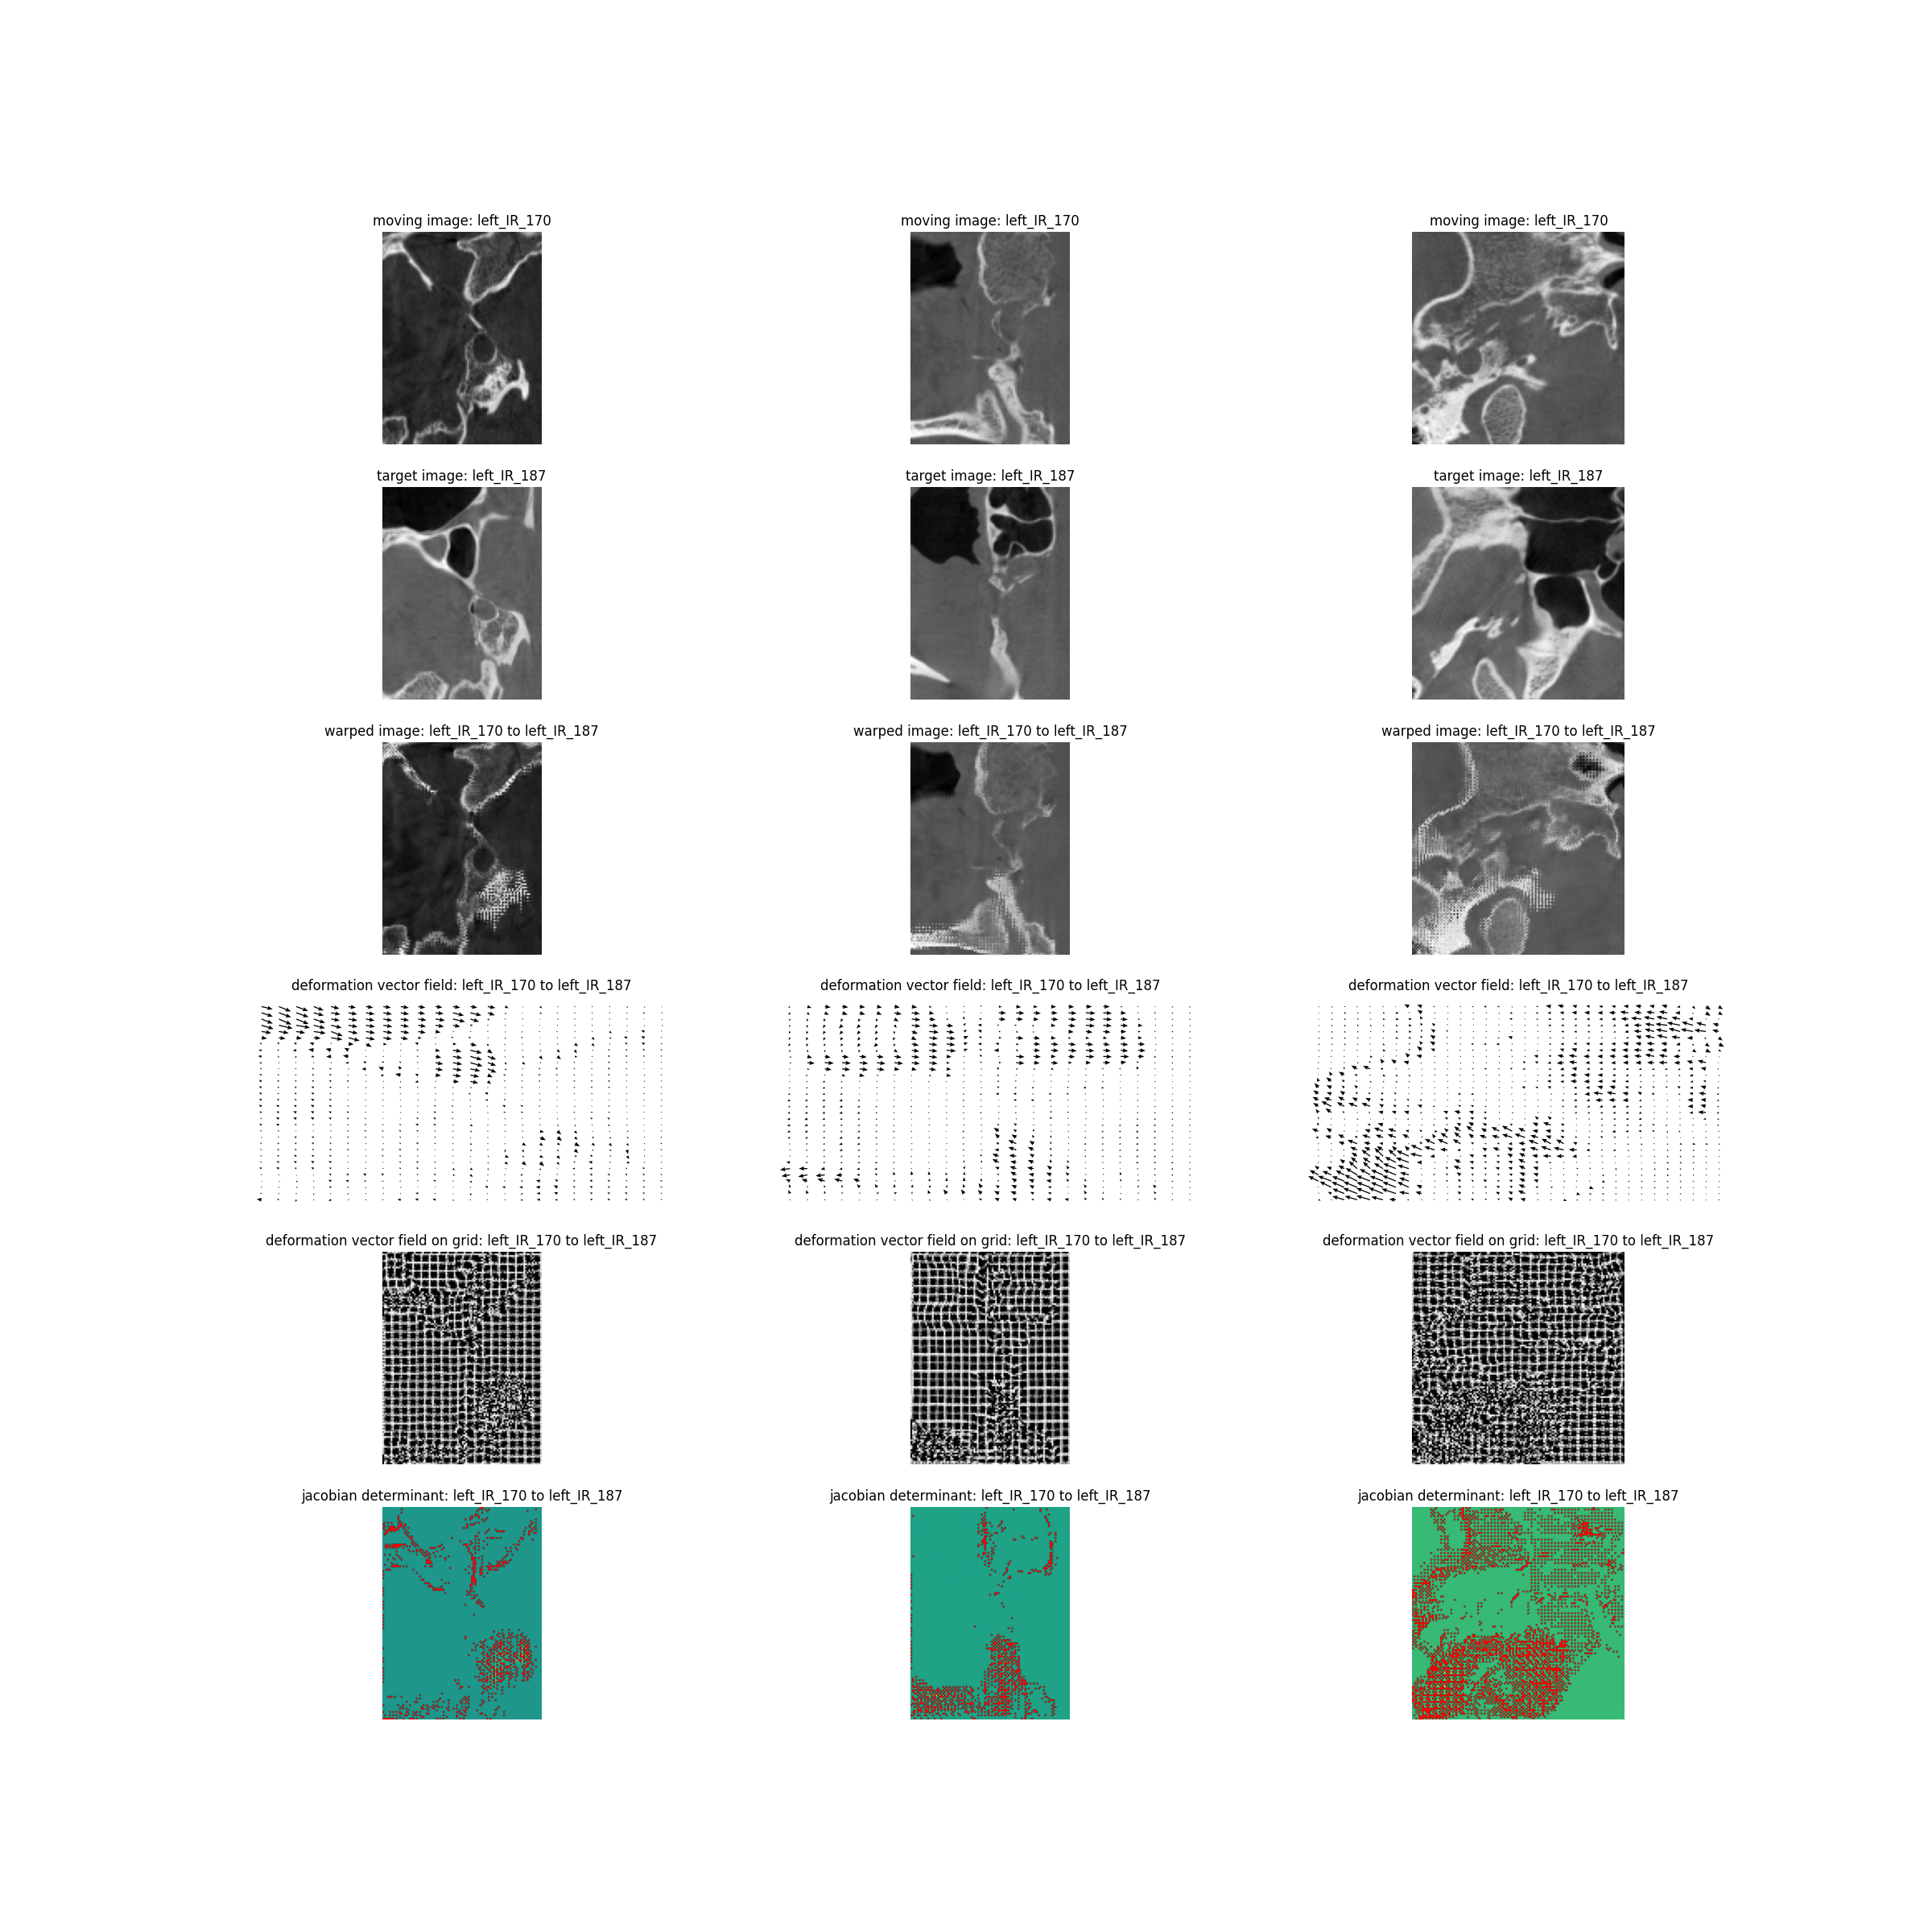 moving image: left_IR_170
moving image: left_IR_170
moving image: left_IR_170
target image: left_IR_187
target image: left_IR_187
target image: left_IR_187
warped image: left_IR_170 to left_IR_187
warped image: left_IR_170 to left_IR_187
warped image: left_IR_170 to left_IR_187
deformation vector field: left_IR_170 to left_IR_187
deformation vector field: left_IR_170 to left_IR_187
deformation vector field: left_IR_170 to left_IR_187
deformation vector field on grid: left_IR_170 to left_IR_187
deformation vector field on grid: left_IR_170 to left_IR_187
deformation vector field on grid: left_IR_170 to left_IR_187
jacobian determinant: left_IR_170 to left_IR_187
jacobian determinant: left_IR_170 to left_IR_187
jacobian determinant: left_IR_170 to left_IR_187